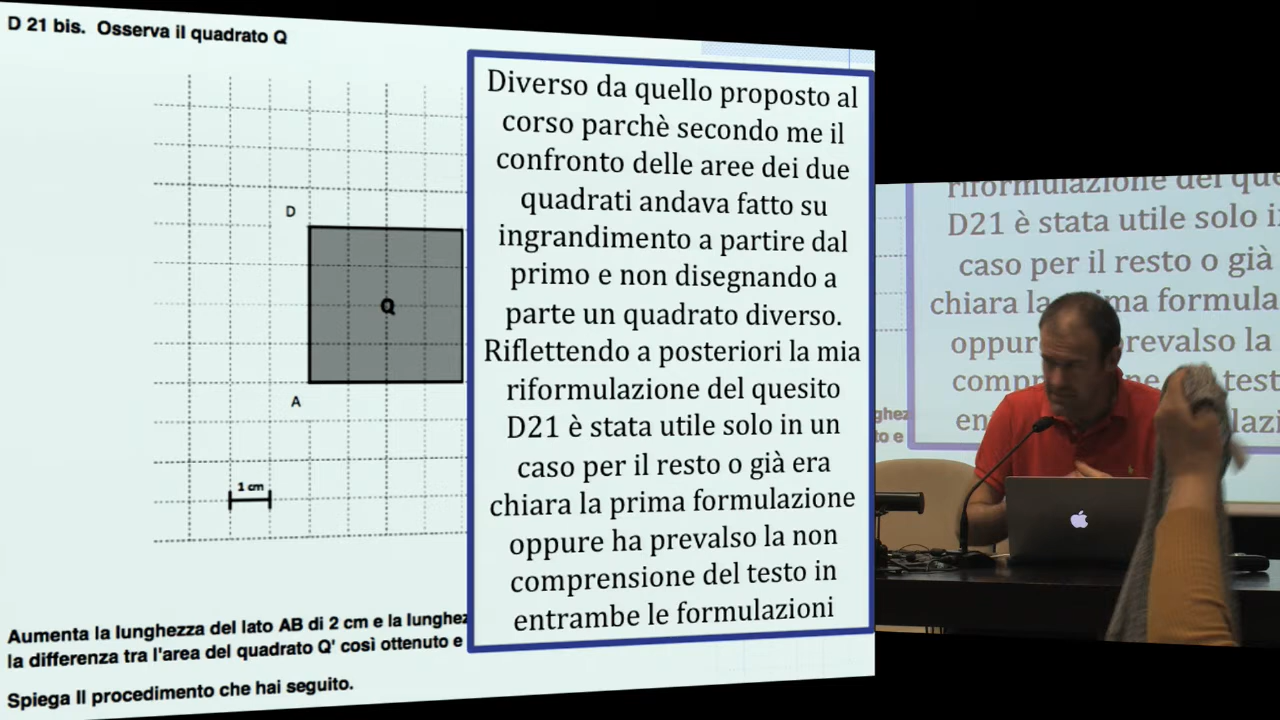 D 21 bis. Osserva il quadrato Q
D
Q
A
1 cm
Aumenta la lunghezza del lato AB di 2 cm e la
la differenza tra l'area del quadrato Q' così ottenuto e
Spiega Il procedimento che hai seguito.
Diverso da quello proposto al
corso parchè secondo me il
confronto delle aree dei due
quadrati andava fatto su
ingrandimento a partire dal
primo e non disegnando a
parte un quadrato diverso.
Riflettendo a posteriori la mia
riformulazione del quesito
D21 è stata utile solo in un
caso per il resto o già era
chiara la prima formulazione
oppure ha prevalso la non
comprensione del testo in
entrambe le formulazioni
riformulazione del
D21 è stata utile solo
caso per il resto o già
chiara la
la